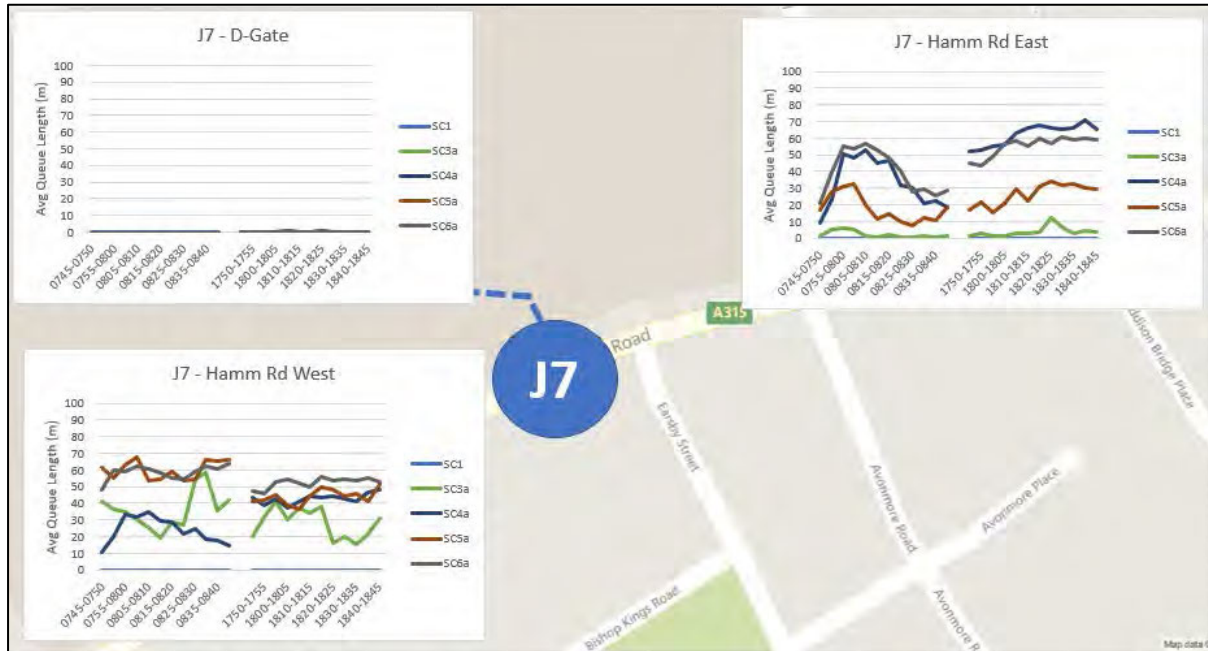 J7 - D-Gate
Avg Queue Length (m)
100
90
80
70
60
50
40
30
20
10
0
0745-0750
0755-0800
0805-0810
0815-0820
0825-0830
0835-0840
1750-1755
1800-1805
1810-1815
1820-1825
1830-1835
1840-1845
SC1
SC3a
SC4a
SC5a
SC6a
J7 - Hamm Rd East
Avg Queue Length (m)
100
90
80
70
60
50
40
30
20
10
0
0745-0750
0755-0800
0805-0810
0815-0820
0825-0830
0835-0840
1750-1755
1800-1805
1810-1815
1820-1825
1830-1835
1840-1845
SC1
SC3a
SC4a
SC5a
SC6a
J7 - Hamm Rd West
Avg Queue Length (m)
100
90
80
70
60
50
40
30
20
10
0
0745-0750
0755-0800
0805-0810
0815-0820
0825-0830
0835-0840
1750-1755
1800-1805
1810-1815
1820-1825
1830-1835
1840-1845
SC1
SC3a
SC4a
SC5a
SC6a
J7
Road
A315
Earsby Street
Avonmore Road
Avonmore Place
ddison Bridge Place
Bishop Kings Road
Avonmore R
Map data